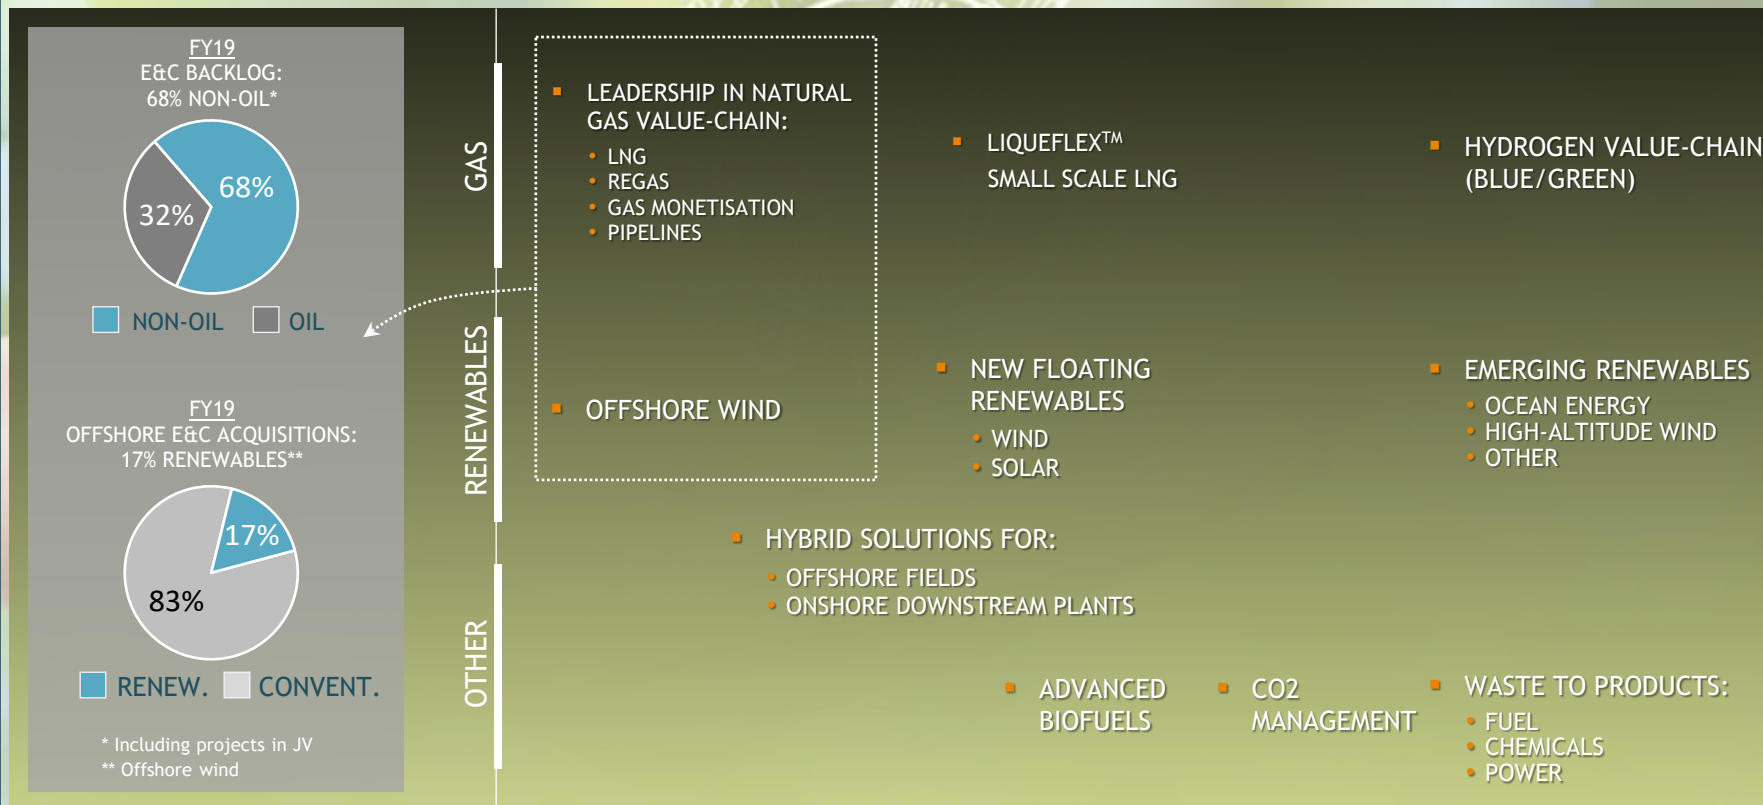 FY19
E&C BACKLOG:
68% NON-OIL*
68%
32%
NON-OIL
OIL
FY19
OFFSHORE E&C ACQUISITIONS:
17% RENEWABLES**
17%
83%
RENEW.
CONVENT.
* Including projects in JV
** Offshore wind
GAS
LEADERSHIP IN NATURAL
GAS VALUE-CHAIN:
LNG
REGAS
GAS MONETISATION
PIPELINES
LIQUEFLEX™
SMALL SCALE LNG
HYDROGEN VALUE-CHAIN
(BLUE/GREEN)
RENEWABLES
OFFSHORE WIND
NEW FLOATING
RENEWABLES
WIND
SOLAR
EMERGING RENEWABLES
OCEAN ENERGY
HIGH-ALTITUDE WIND
OTHER
OTHER
HYBRID SOLUTIONS FOR:
OFFSHORE FIELDS
ONSHORE DOWNSTREAM PLANTS
ADVANCED
BIOFUELS
CO2
MANAGEMENT
WASTE TO PRODUCTS:
FUEL
CHEMICALS
POWER